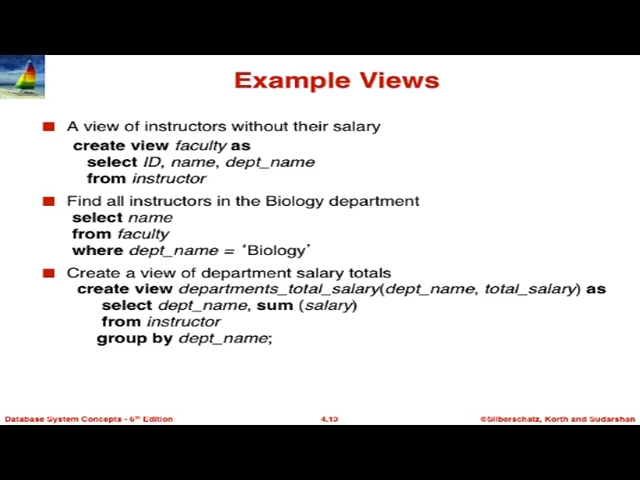 Example Views
A view of instructors without their salary
create view faculty as
select ID, name, dept_name
from instructor
Find all instructors in the Biology department
select name
from faculty
where dept_name = ‘Biology’
Create a view of department salary totals
create view departments_total_salary(dept_name, total_salary) as
select dept_name, sum (salary)
from instructor
group by dept_name;
Database System Concepts - 6th Edition
4.13
©Silberschatz, Korth and Sudarshan